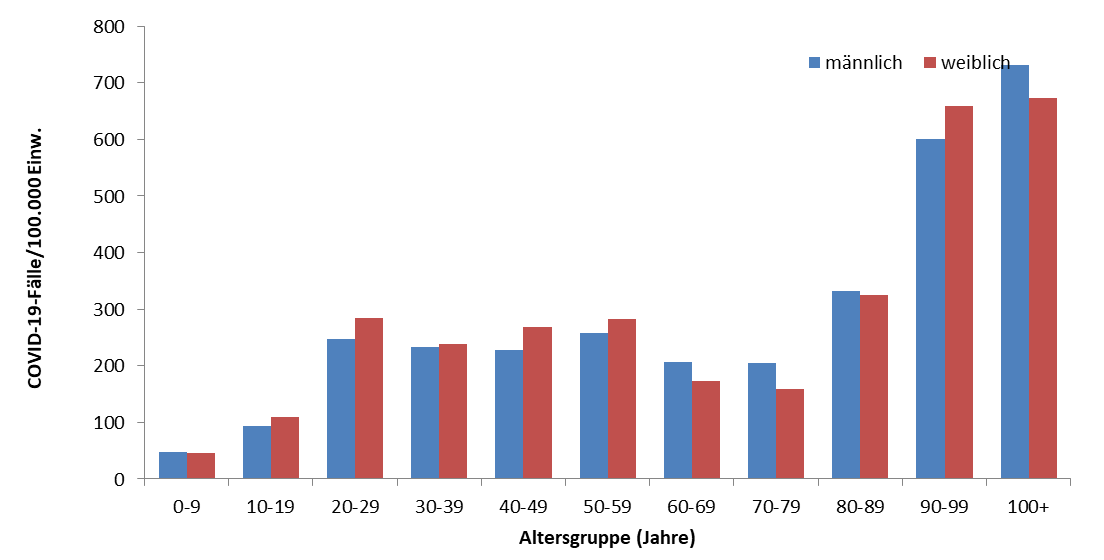 800
männlich weiblich
700
600
500
400
300
200
100
0
COVID-19-Fälle/100.000 Einw.
0-9 10-19 20-29 30-39 40-49 50-59 60-69 70-79 80-89 90-99 100+
Altersgruppe (Jahre)